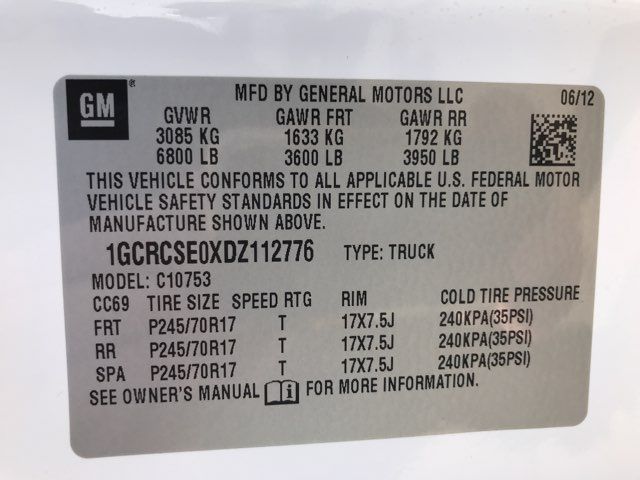 GM ® MFD BY GENERAL MOTORS LLC 06/12
GVWR GAWR FRT GAWR RR
3085 KG 1633 KG 1792 KG
6800 LB 3600 LB 3950 LB
THIS VEHICLE CONFORMS TO ALL APPLICABLE U.S. FEDERAL MOTOR
VEHICLE SAFETY STANDARDS IN EFFECT ON THE DATE OF
MANUFACTURE SHOWN ABOVE.
1GCRCSE0XDZ112776 TYPE: TRUCK
MODEL: C10753
CC69 TIRE SIZE SPEED RTG RIM COLD TIRE PRESSURE
FRT P245/70R17 T 17X7.5J 240KPA(35PSI)
RR P245/70R17 T 17X7.5J 240KPA(35PSI)
SPA P245/70R17 T 17X7.5J 240KPA(35PSI)
SEE OWNER'S MANUAL FOR MORE INFORMATION.